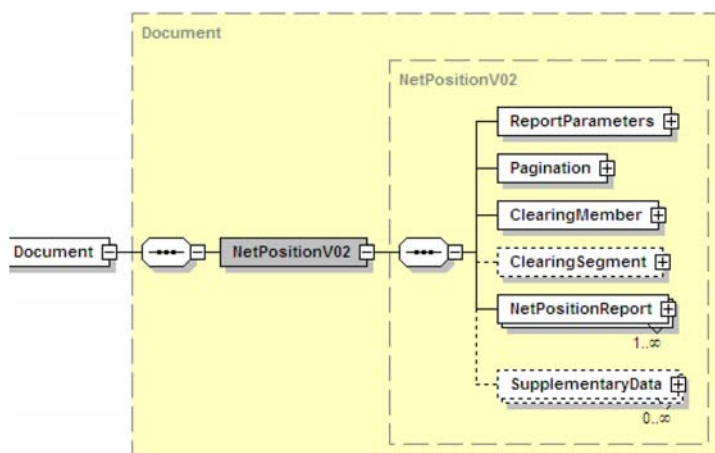 Document
NetPositionV02
ReportParameters
Pagination
ClearingMember
Document
NetPositionV02
ClearingSegment
NetPositionReport
1..∞
SupplementaryData
0..∞